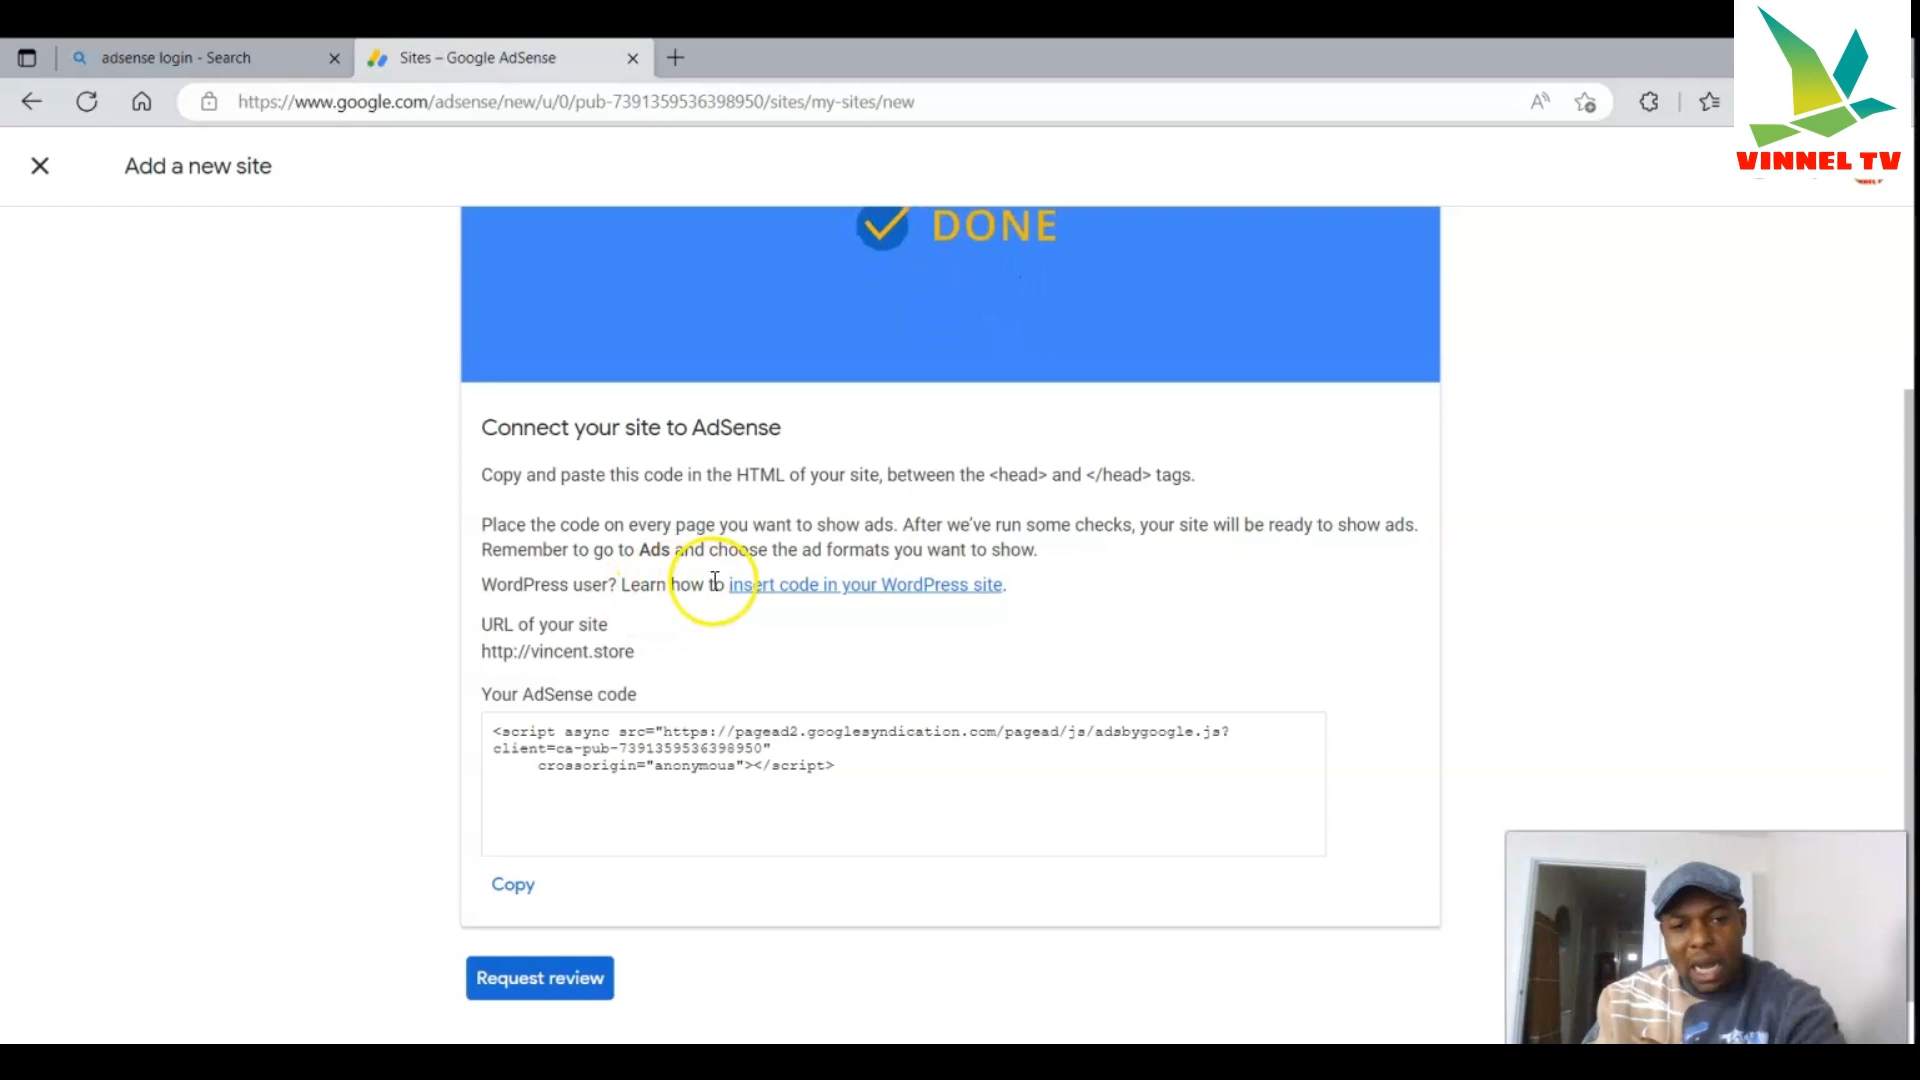 adsense login - Search
Sites – Google AdSense
https://www.google.com/adsense/new/u/0/pub-7391359536398950/sites/my-sites/new
VINNEL TV
Add a new site
DONE
Connect your site to AdSense
Copy and paste this code in the HTML of your site, between the <head> and </head> tags.
Place the code on every page you want to show ads. After we've run some checks, your site will be ready to show ads.
Remember to go to Ads and choose the ad formats you want to show.
WordPress user? Learn how to insert code in your WordPress site.
URL of your site
http://vincent.store
Your AdSense code
<script async src="https://pagead2.googlesyndication.com/pagead/js/adsbygoogle.js?
client=ca-pub-7391359536398950"
crossorigin="anonymous"></script>
Copy
Request review